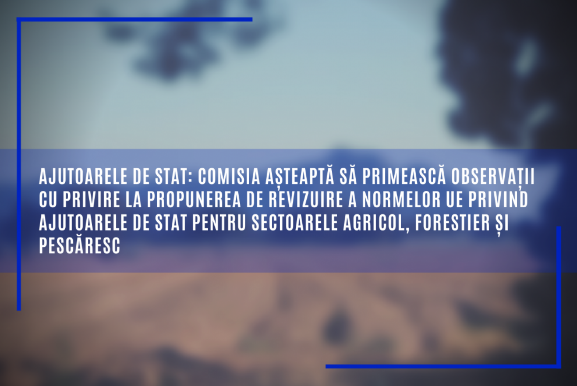 AJUTOARELE DE STAT: COMISIA AȘTEAPTĂ SĂ PRIMEASCĂ OBSERVAȚII
CU PRIVIRE LA PROPUNEREA DE REVIZUIRE A NORMELOR UE PRIVIND
AJUTOARELE DE STAT PENTRU SECTOARELE AGRICOL, FORESTIER ȘI
PESCĂRESC